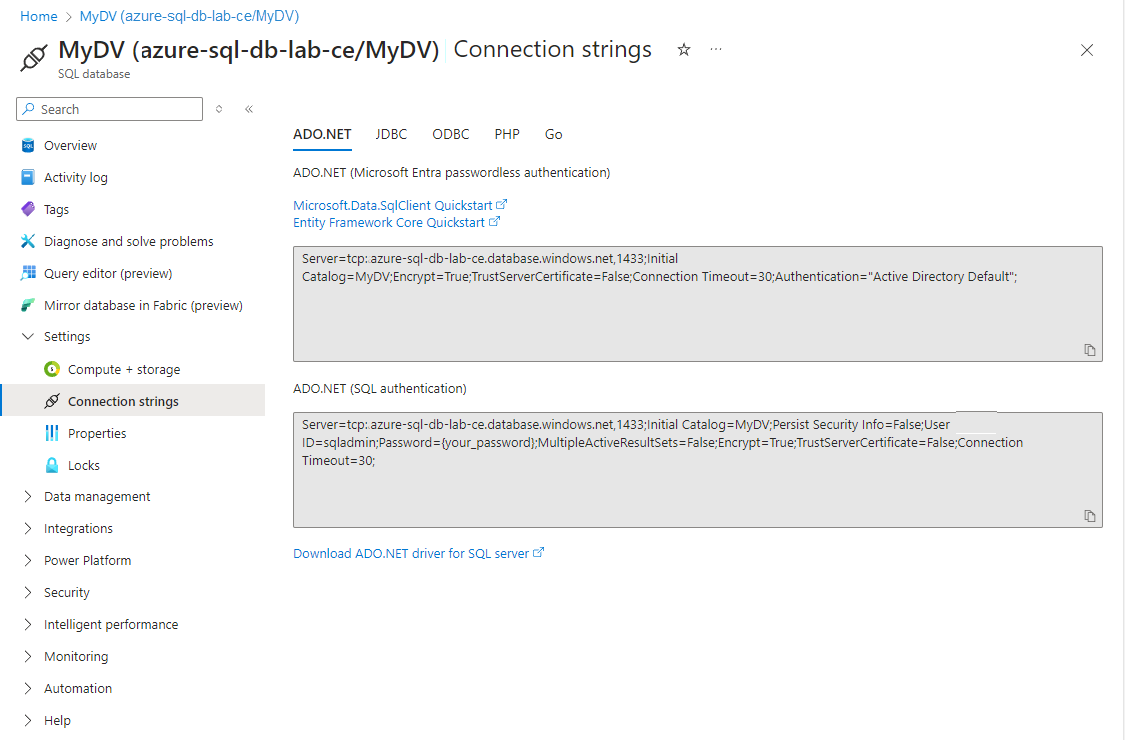 Home > MyDV (azure-sql-db-lab-ce/MyDV)
MyDV (azure-sql-db-lab-ce/MyDV) | Connection strings
SQL database
Search
Overview
Activity log
Tags
Diagnose and solve problems
Query editor (preview)
Mirror database in Fabric (preview)
Settings
Compute + storage
Connection strings
Properties
Locks
Data management
Integrations
Power Platform
Security
Intelligent performance
Monitoring
Automation
Help
ADO.NET JDBC ODBC PHP Go
ADO.NET (Microsoft Entra passwordless authentication)
Microsoft.Data.SqlClient Quickstart
Entity Framework Core Quickstart
Server=tcp:azure-sql-db-lab-ce.database.windows.net,1433;Initial
Catalog=MyDV;Encrypt=True;TrustServerCertificate=False;Connection Timeout=30;Authentication="Active Directory Default";
ADO.NET (SQL authentication)
Server=tcp:azure-sql-db-lab-ce.database.windows.net,1433;Initial Catalog=MyDV;Persist Security Info=False;User
ID=sqladmin;Password={your_password};MultipleActiveResultSets=False;Encrypt=True;TrustServerCertificate=False;Connection
Timeout=30;
Download ADO.NET driver for SQL server